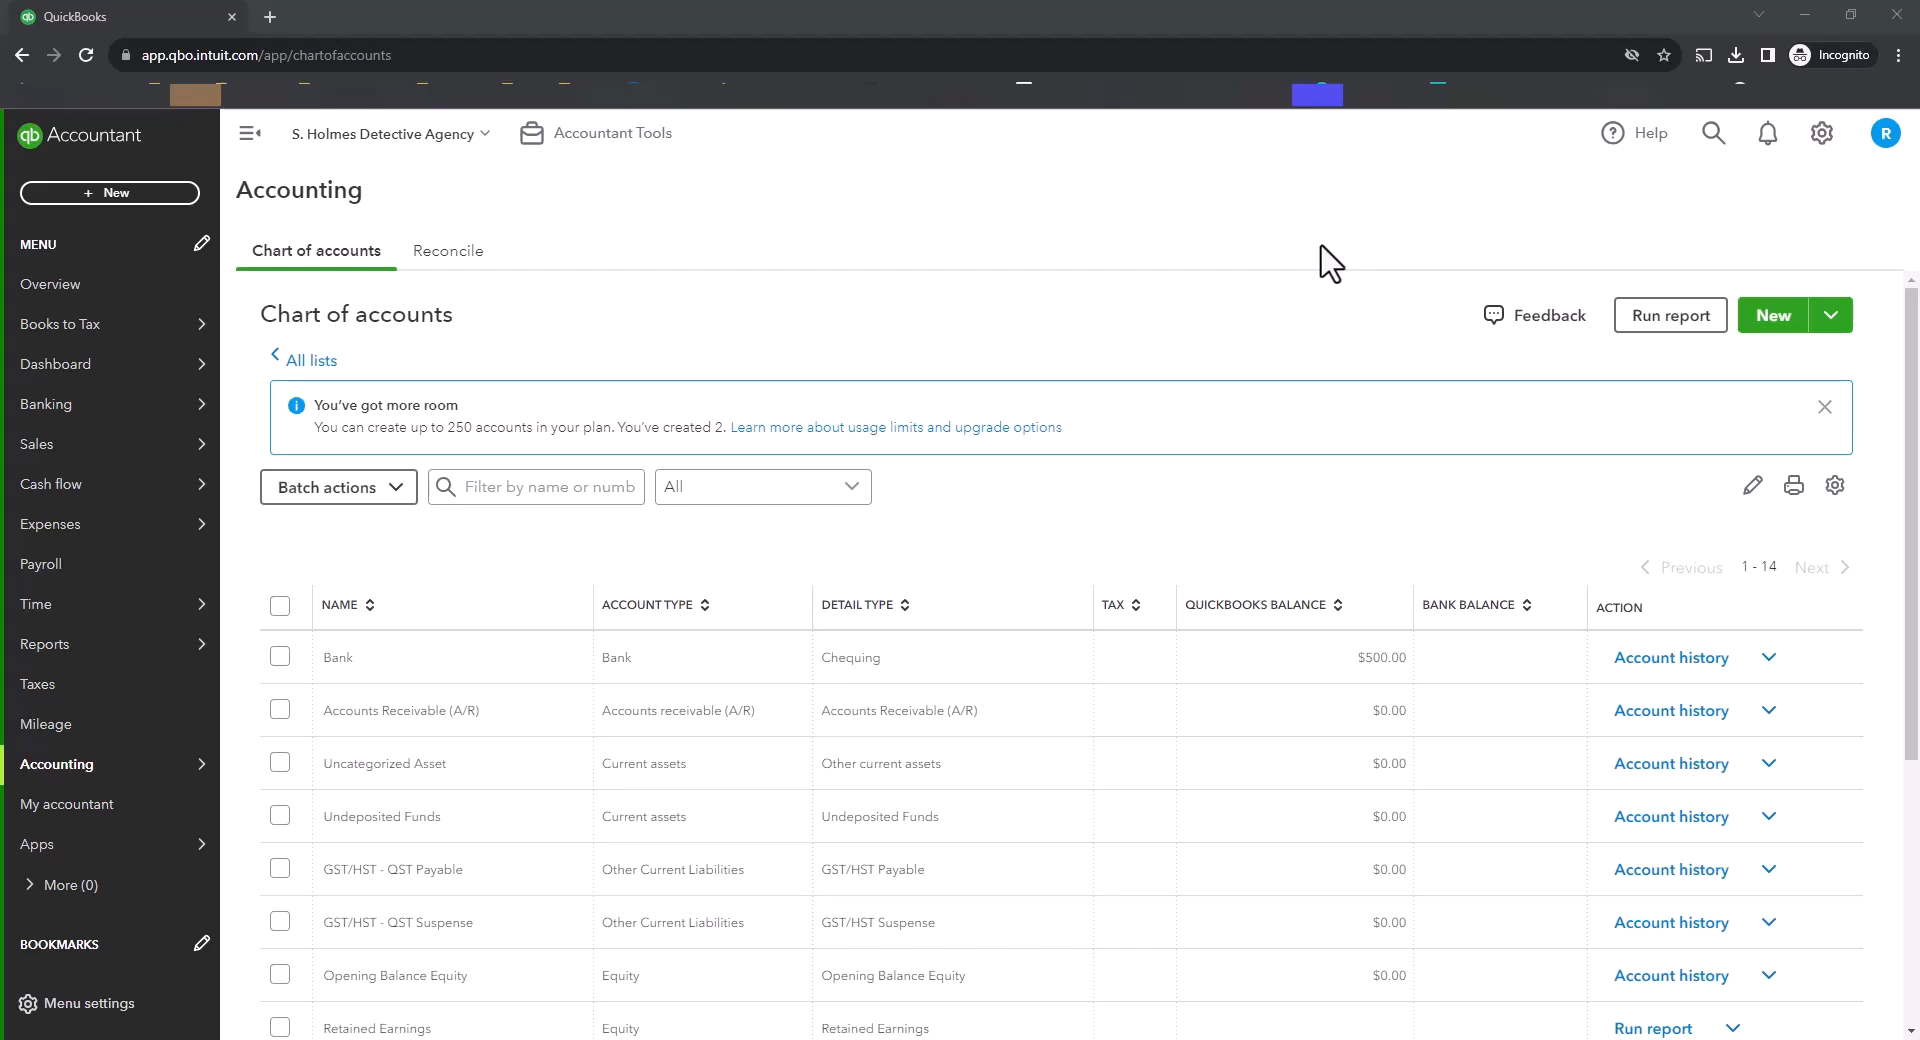 QuickBooks
app.qbo.intuit.com/app/chartofaccounts
Incognito
qb Accountant
S. Holmes Detective Agency
Accountant Tools
Help
R
+ New
Accounting
MENU
Chart of accounts
Reconcile
Overview
Books to Tax
Dashboard
Banking
Sales
Cash flow
Expenses
Payroll
Time
Reports
Taxes
Mileage
Accounting
My accountant
Apps
More (0)
BOOKMARKS
Menu settings
Chart of accounts
Feedback
Run report
New
All lists
You've got more room
You can create up to 250 accounts in your plan. You've created 2. Learn more about usage limits and upgrade options
Batch actions
Filter by name or numb
All
Previous 1 - 14 Next
NAME ACCOUNT TYPE DETAIL TYPE TAX QUICKBOOKS BALANCE BANK BALANCE ACTION
Bank Bank Chequing $500.00 Account history
Accounts Receivable (A/R) Accounts receivable (A/R) Accounts Receivable (A/R) $0.00 Account history
Uncategorized Asset Current assets Other current assets $0.00 Account history
Undeposited Funds Current assets Undeposited Funds $0.00 Account history
GST/HST - QST Payable Other Current Liabilities GST/HST Payable $0.00 Account history
GST/HST - QST Suspense Other Current Liabilities GST/HST Suspense $0.00 Account history
Opening Balance Equity Equity Opening Balance Equity $0.00 Account history
Retained Earnings Equity Retained Earnings Run report